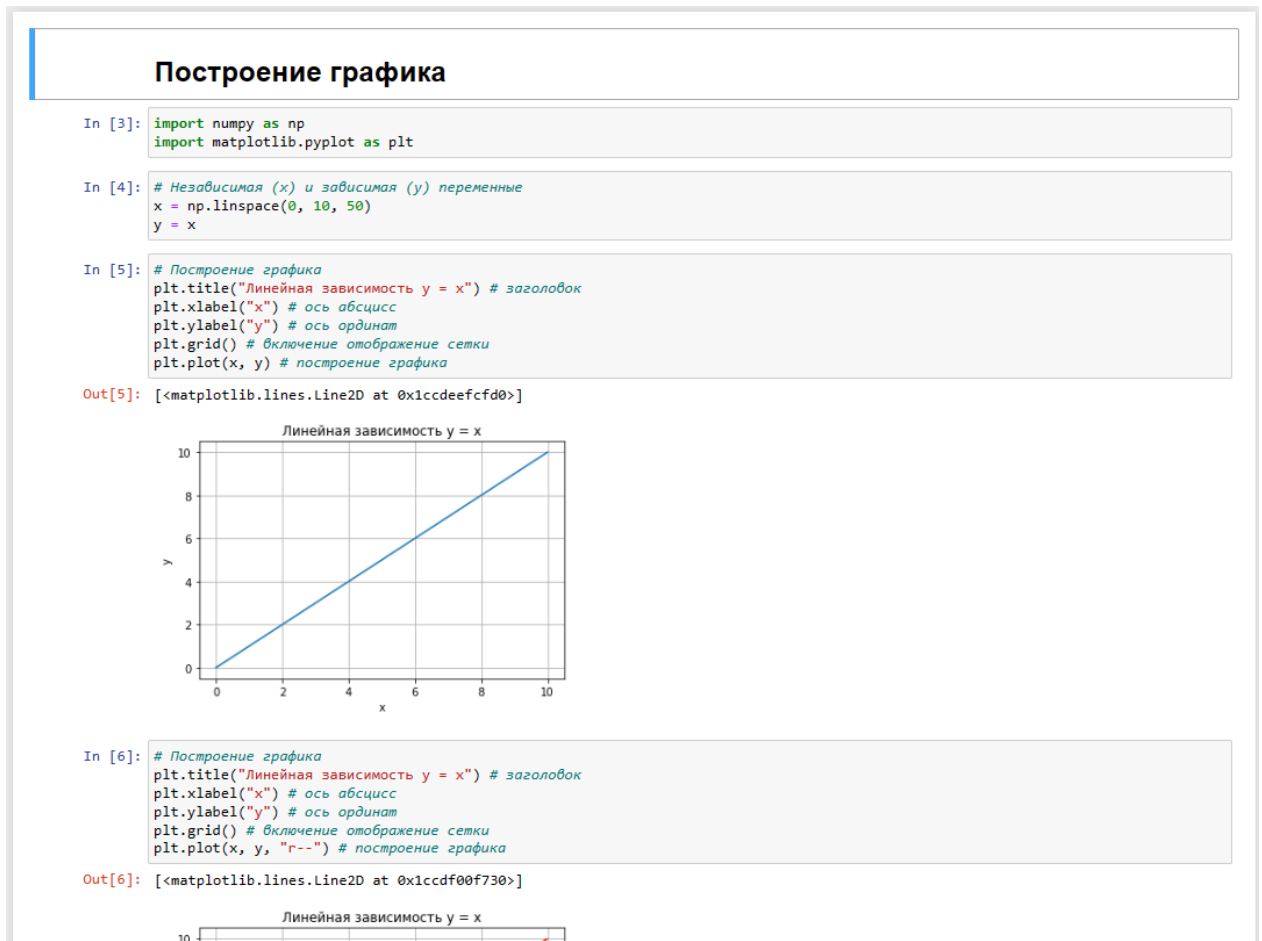 Построение графика
In [3]: import numpy as np
import matplotlib.pyplot as plt
In [4]: # Независимая (x) и зависимая (y) переменные
x = np.linspace(0, 10, 50)
y = x
In [5]: # Построение графика
plt.title("Линейная зависимость y = x") # заголовок
plt.xlabel("x") # ось абсцисс
plt.ylabel("y") # ось ординат
plt.grid() # включение отображение сетки
plt.plot(x, y) # построение графика
Out[5]: [<matplotlib.lines.Line2D at 0x1ccdeefcfd0>]
Линейная зависимость y = x
10
8
6
y
4
2
0
0 2 4 6 8 10
x
In [6]: # Построение графика
plt.title("Линейная зависимость y = x") # заголовок
plt.xlabel("x") # ось абсцисс
plt.ylabel("y") # ось ординат
plt.grid() # включение отображение сетки
plt.plot(x, y, "r--") # построение графика
Out[6]: [<matplotlib.lines.Line2D at 0x1ccdf00f730>]
Линейная зависимость y = x
10